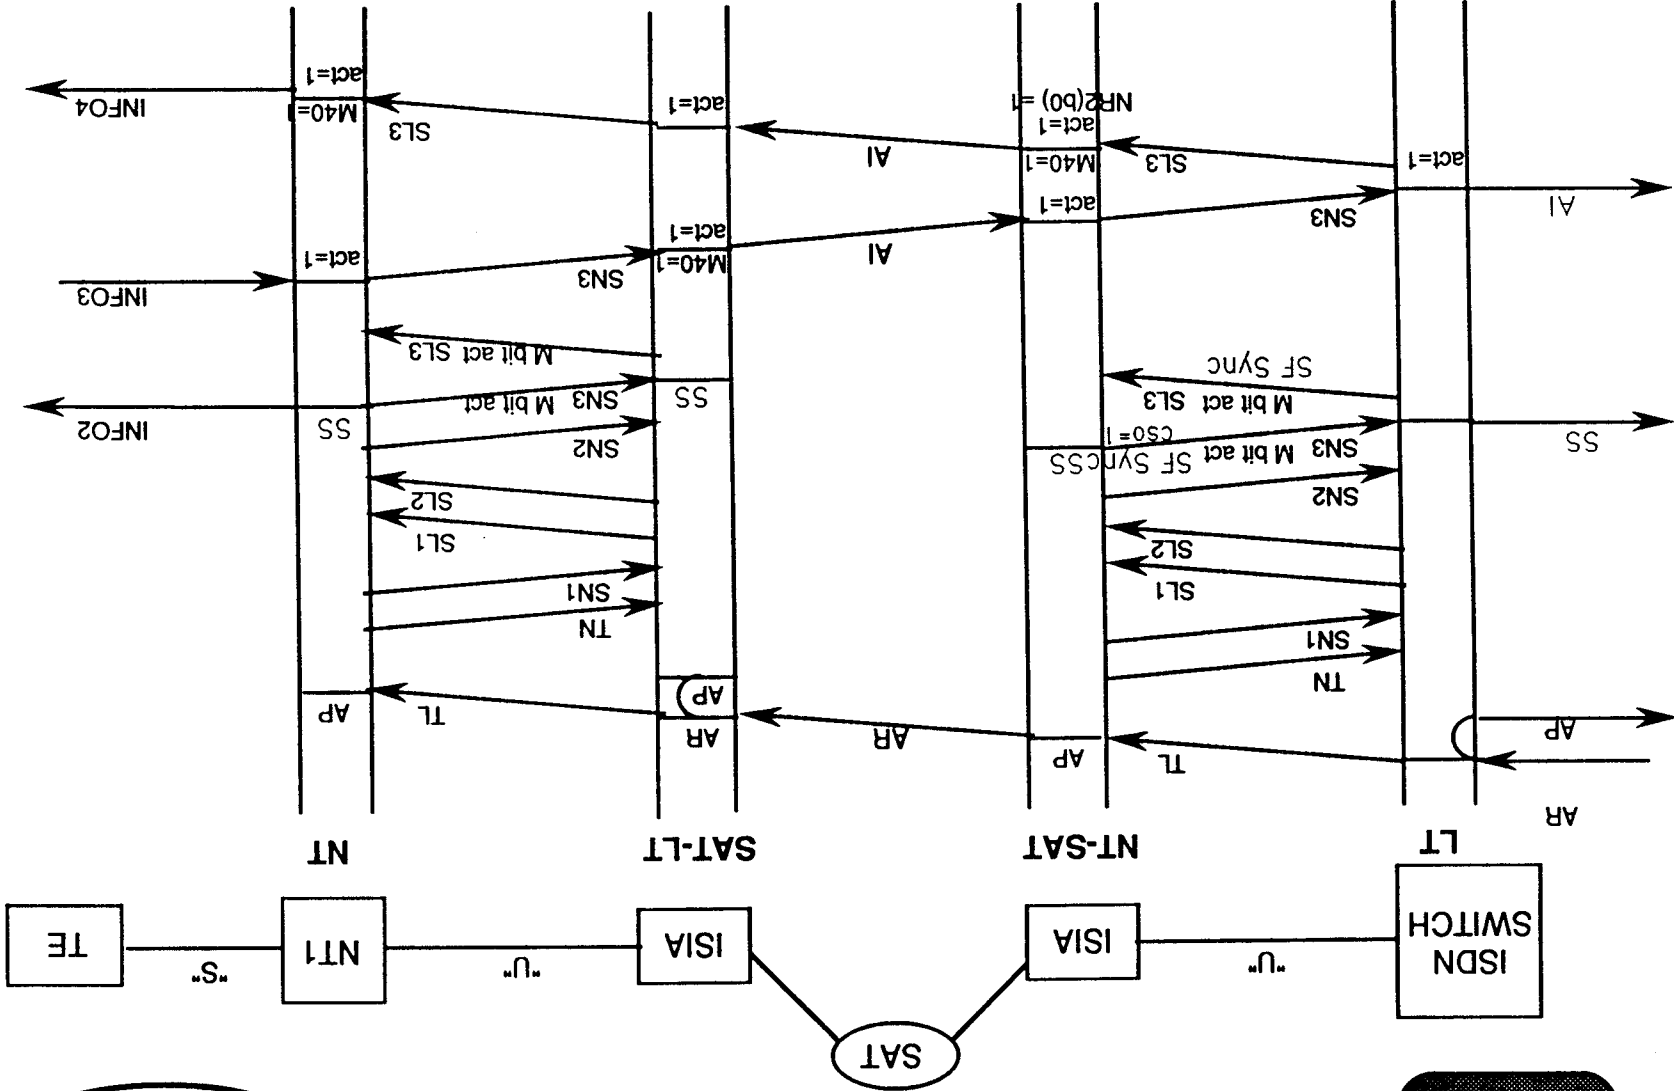 SAT
ISDN
SWITCH
"U"
ISIA
ISIA
"U"
NT1
"S"
TE
LT
NT-SAT
SAT-LT
NT
AR
TL
AP
AP
AR
AR
AP
TL
AP
TN
SN1
TN
SN1
SL1
SL2
SL1
SL2
SN2
SN3 M bit act SF Sync
cso=1
SS
SS
SN2
SN3 M bit act
SS
SS
INFO2
SL3 M bit act
SF Sync
M bit act SL3
INFO3
act=1
SN3
M40=1
act=1
AI
act=1
SN3
AI
act=1
SL3
M40=1
act=1
NR2(b0) =1
AI
act=1
SL3
M40=1
act=1
INFO4